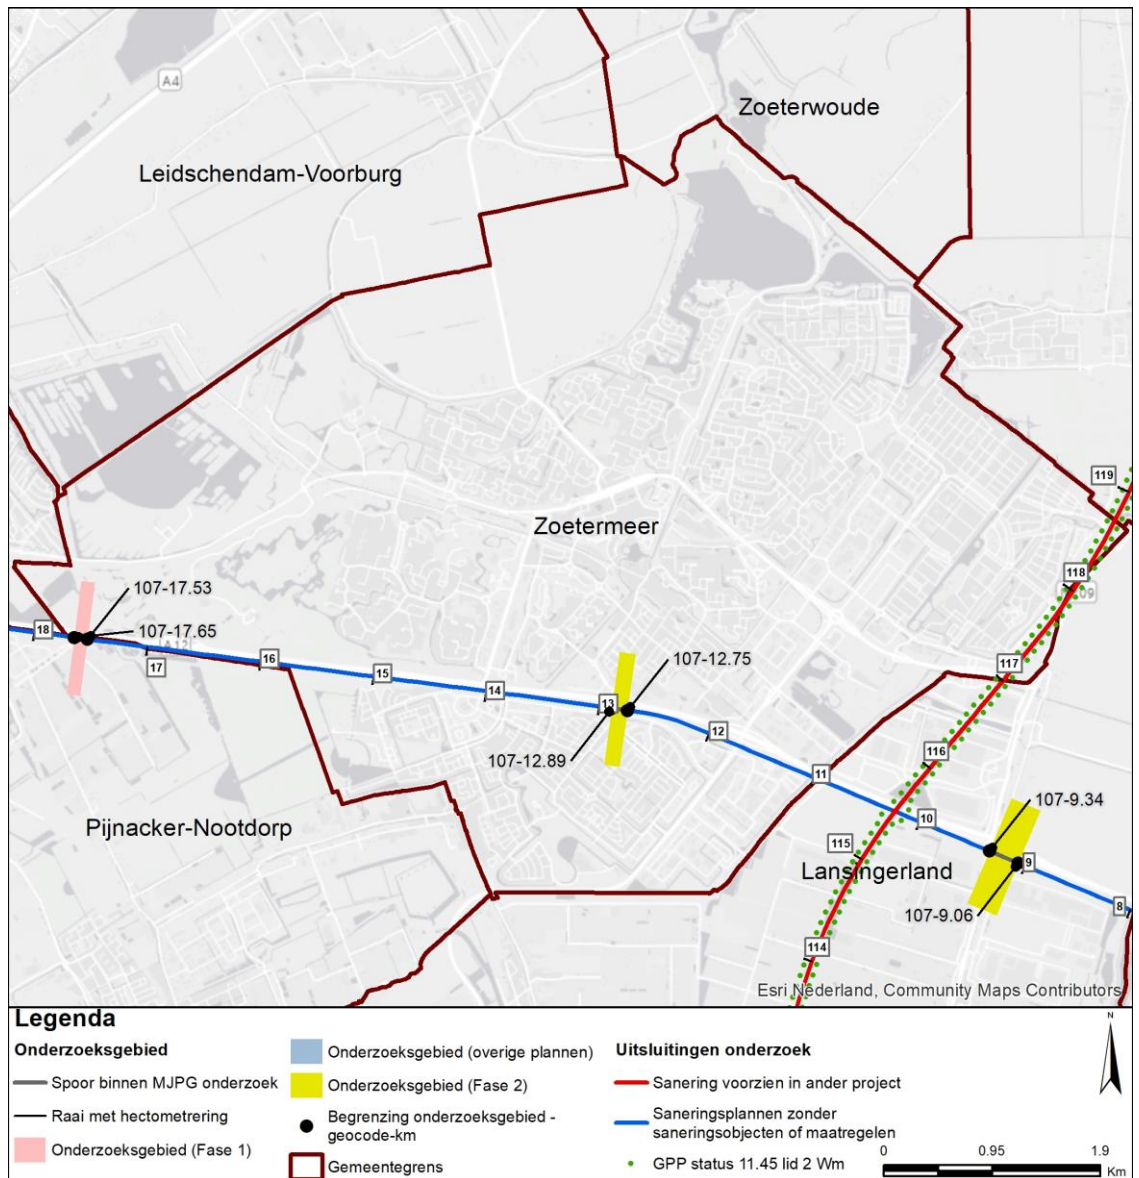 A4
Zoeterwoude
Leidschendam-Voorburg
119
Zoetermeer
118
107-17.53
107-17.65
18
17
16
15
14
13
107-12.75
107-12.89
12
117
116
11
10
107-9.34
115
Pijnacker-Nootdorp
Lansingerland
9
107-9.06
8
114
Esri Nederland, Community Maps Contributors
Legenda
Onderzoeksgebied
Spoor binnen MJPG onderzoek
Raai met hectometrering
Onderzoeksgebied (Fase 1)
Onderzoeksgebied (overige plannen)
Onderzoeksgebied (Fase 2)
Begrenzing onderzoeksgebied -
geocode-km
Gemeentegrens
Uitsluitingen onderzoek
Sanering voorzien in ander project
Saneringsplannen zonder
saneringsobjecten of maatregelen
GPP status 11.45 lid 2 Wm
N
0 0.95 1.9
Km